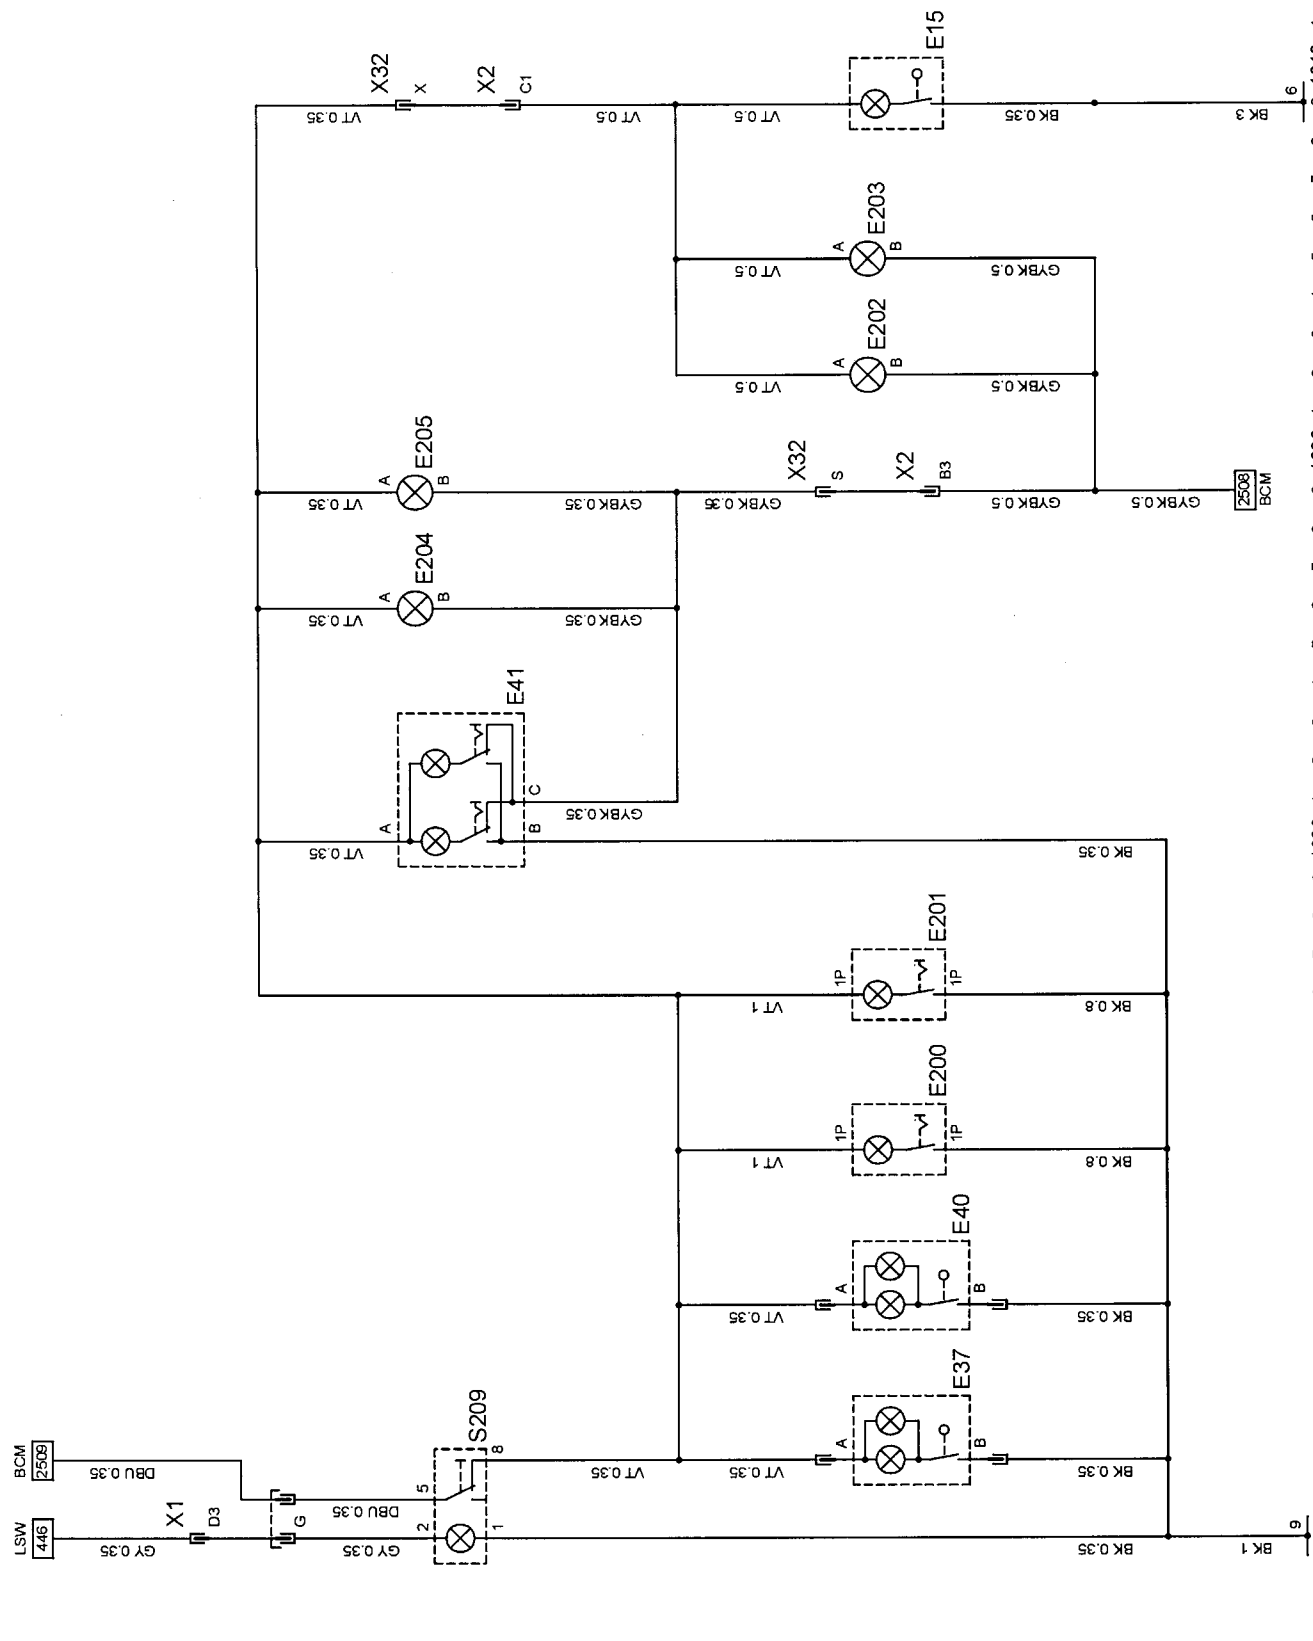 LSW
446
GY 0.35
X1
D3
G
GY 0.35
2
1
BK 0.35
BK 1
9
BCM
2509
DBU 0.35
DBU 0.35
5
8
S209
VT 0.35
VT 0.35
A
B
E37
BK 0.35
VT 0.35
A
B
E40
BK 0.35
VT 1
1P
1P
E200
BK 0.8
VT 1
1P
1P
E201
BK 0.8
VT 0.35
A
B
C
E41
BK 0.35
GYBK 0.35
VT 0.35
A
B
E204
GYBK 0.35
VT 0.35
A
B
E205
GYBK 0.35
GYBK 0.35
X32
S
X2
B3
GYBK 0.5
GYBK 0.5
2508
BCM
VT 0.5
A
B
E202
GYBK 0.5
VT 0.5
A
B
E203
GYBK 0.5
VT 0.35
X32
X
X2
C1
VT 0.5
VT 0.5
E15
BK 0.35
BK 3
6